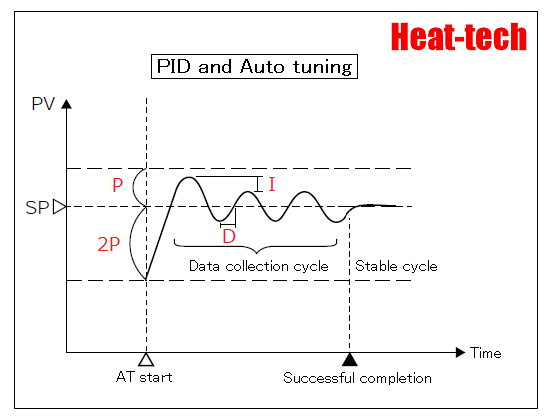 Heat-tech
PID and Auto tuning
PV
P
I
SP
2P
D
Data collection cycle
Stable cycle
Time
AT start
Successful completion